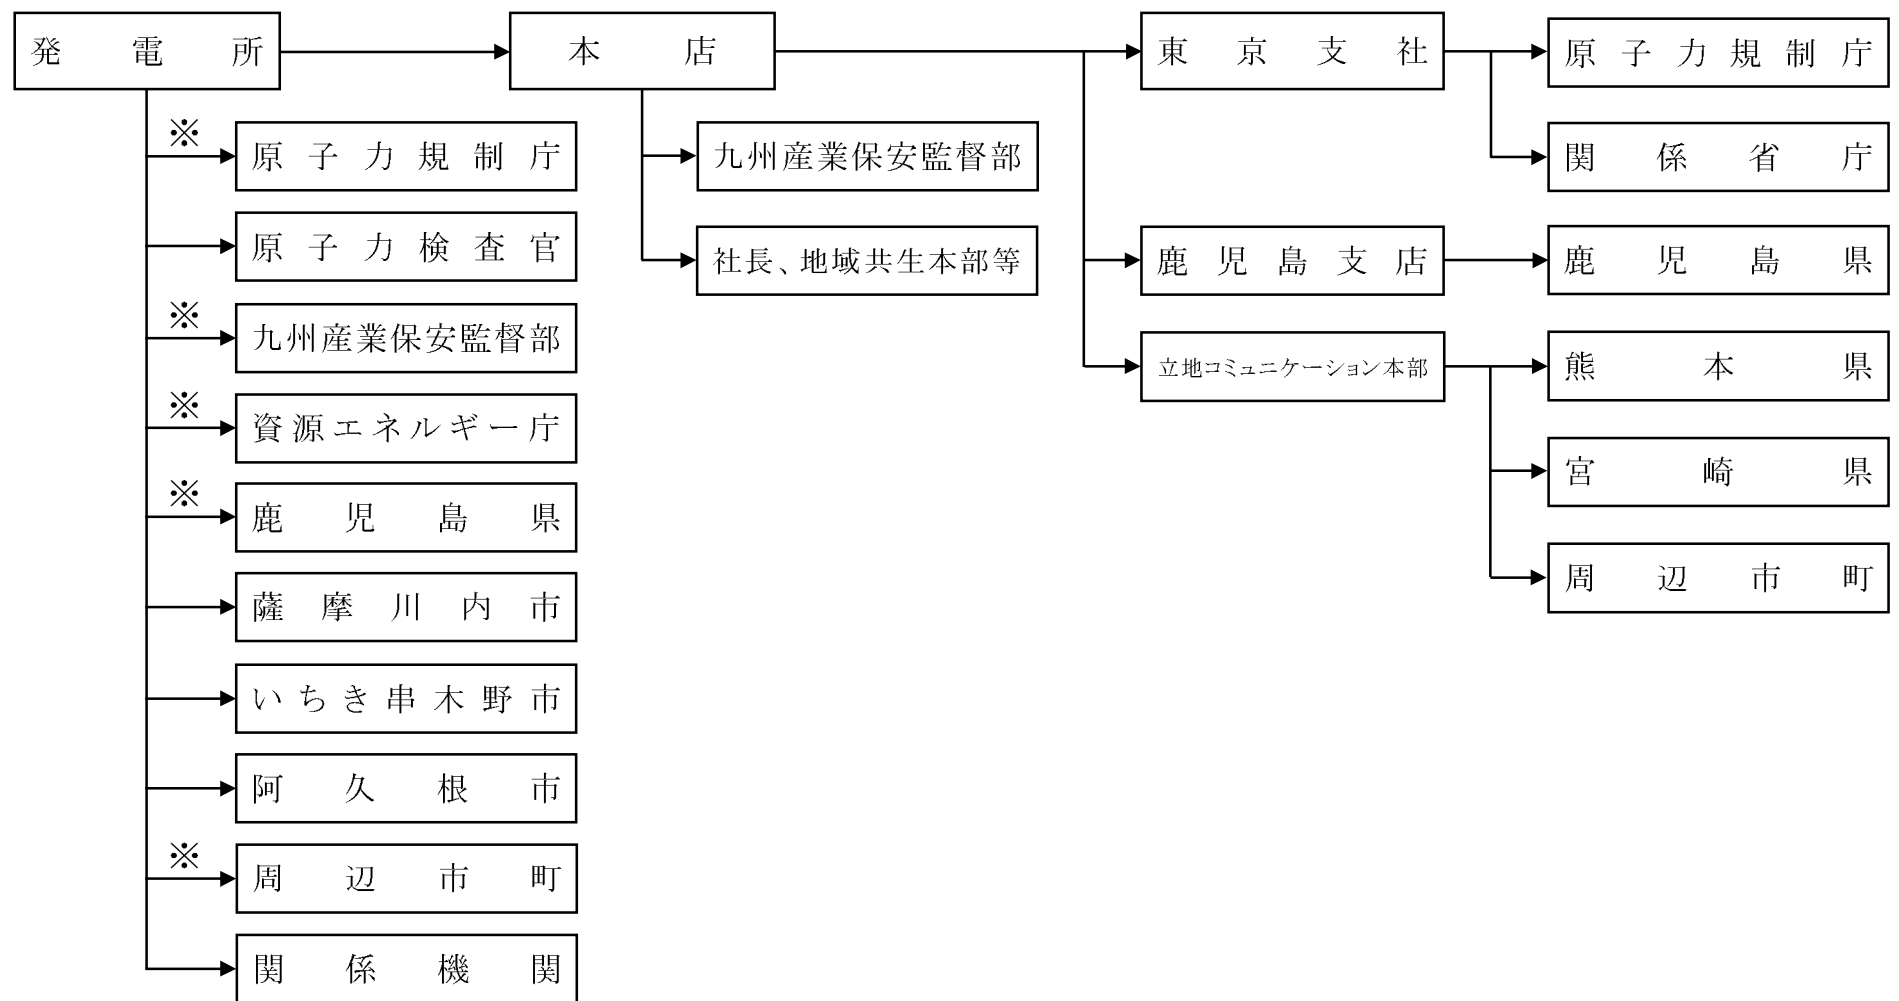 発電所
本店
東京支社
原子力規制庁
※
原子力規制庁
九州産業保安監督部
関係省庁
原子力検査官
社長、地域共生本部等
鹿児島支店
鹿児島県
※
九州産業保安監督部
立地コミュニケーション本部
熊本県
※
資源エネルギー庁
宮崎県
※
鹿児島県
周辺市町
薩摩川内市
いちき串木野市
阿久根市
※
周辺市町
関係機関